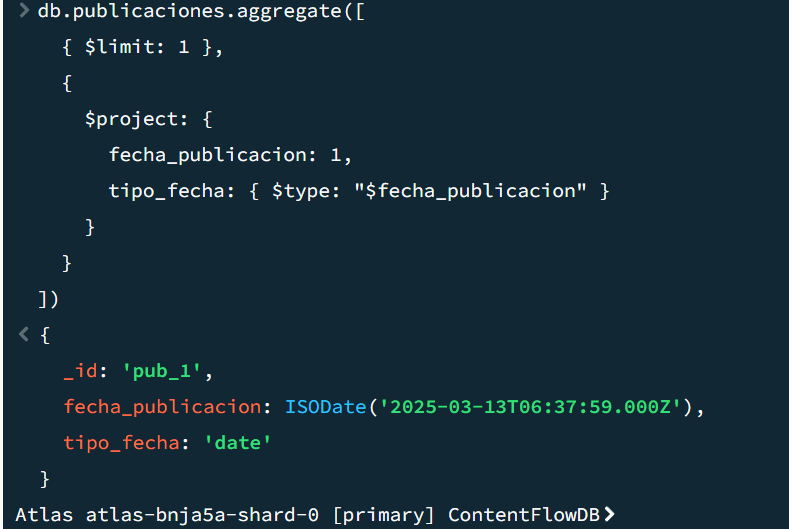 > db.publicaciones.aggregate([
{ $limit: 1 },
{
$project: {
fecha_publicacion: 1,
tipo_fecha: { $type: "$fecha_publicacion" }
}
}
])
< {
_id: 'pub_1',
fecha_publicacion: ISODate('2025-03-13T06:37:59.000Z'),
tipo_fecha: 'date'
}
Atlas atlas-bnja5a-shard-0 [primary] ContentFlowDB>